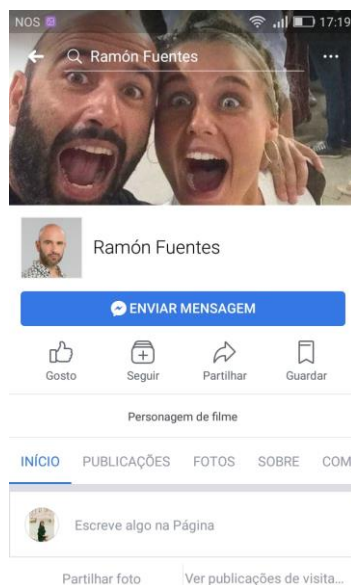 NOS 17:19
Ramón Fuentes
Ramón Fuentes
ENVIAR MENSAGEM
Gosto Seguir Partilhar Guardar
Personagem de filme
INÍCIO PUBLICAÇÕES FOTOS SOBRE COM
Escreve algo na Página
Partilhar foto Ver publicações de visita...